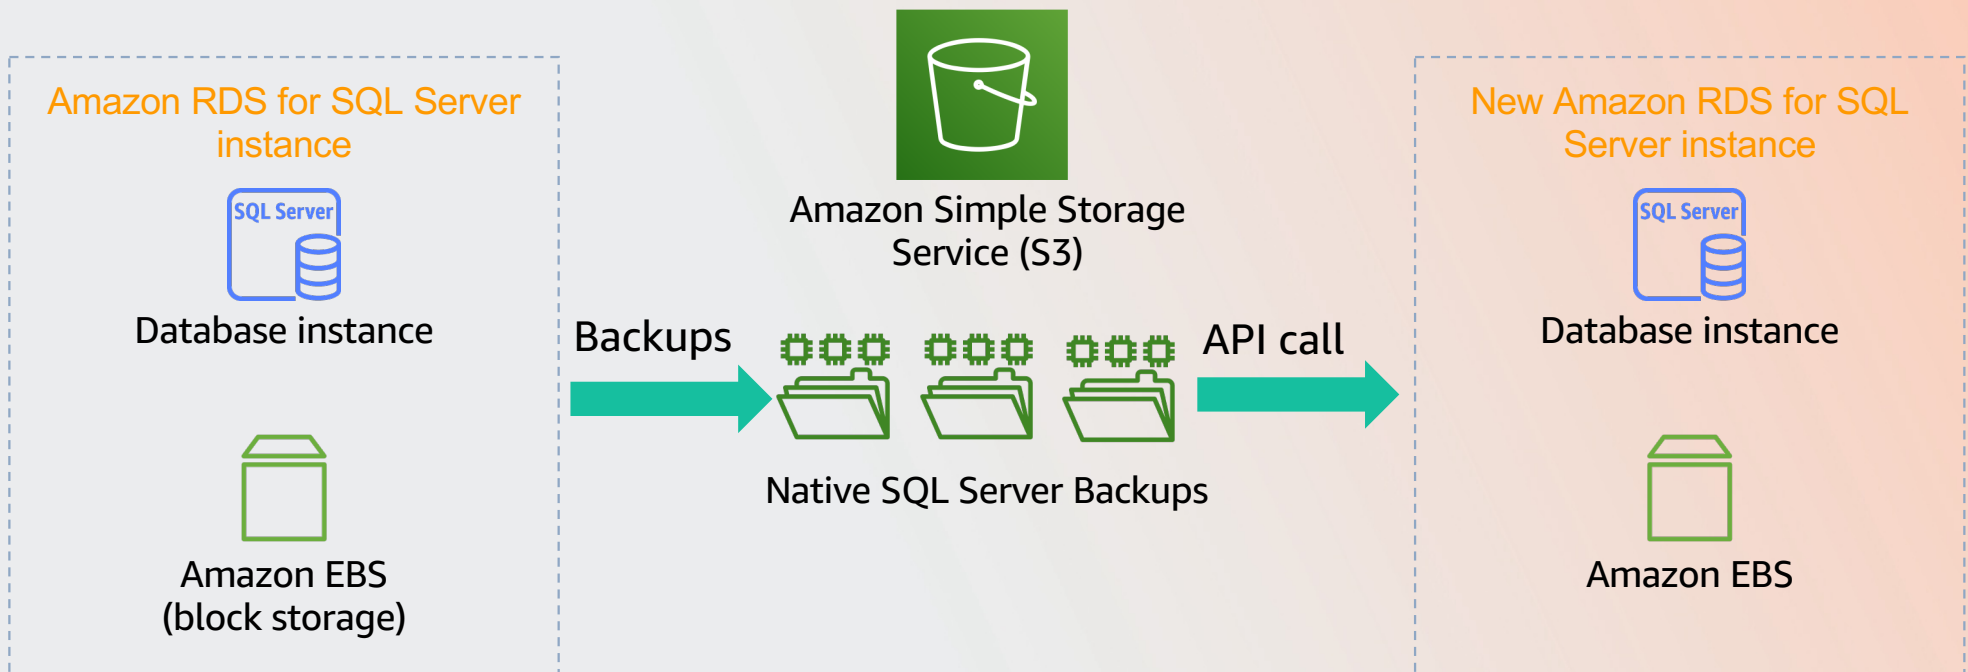 Amazon RDS for SQL Server
instance
SQL Server
Database instance
Amazon EBS
(block storage)
Backups
Amazon Simple Storage
Service (S3)
Native SQL Server Backups
API call
New Amazon RDS for SQL
Server instance
SQL Server
Database instance
Amazon EBS